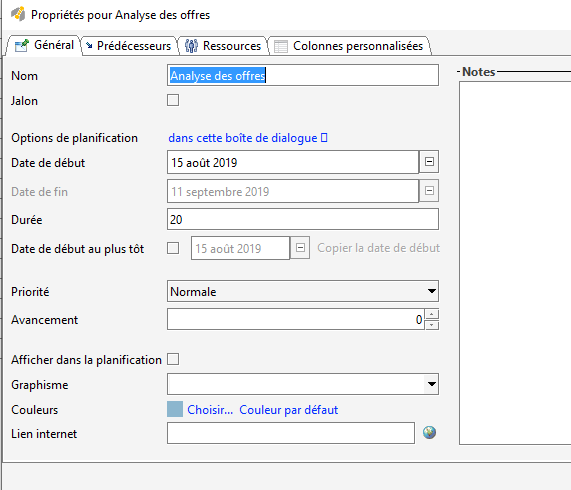 Propriétés pour Analyse des offres
Général Prédécesseurs Ressources Colonnes personnalisées
Nom Analyse des offres
Notes
Jalon
Options de planification dans cette boîte de dialogue
Date de début 15 août 2019
Date de fin 11 septembre 2019
Durée 20
Date de début au plus tôt 15 août 2019 Copier la date de début
Priorité Normale
Avancement 0
Afficher dans la planification
Graphisme
Couleurs Choisir... Couleur par défaut
Lien internet